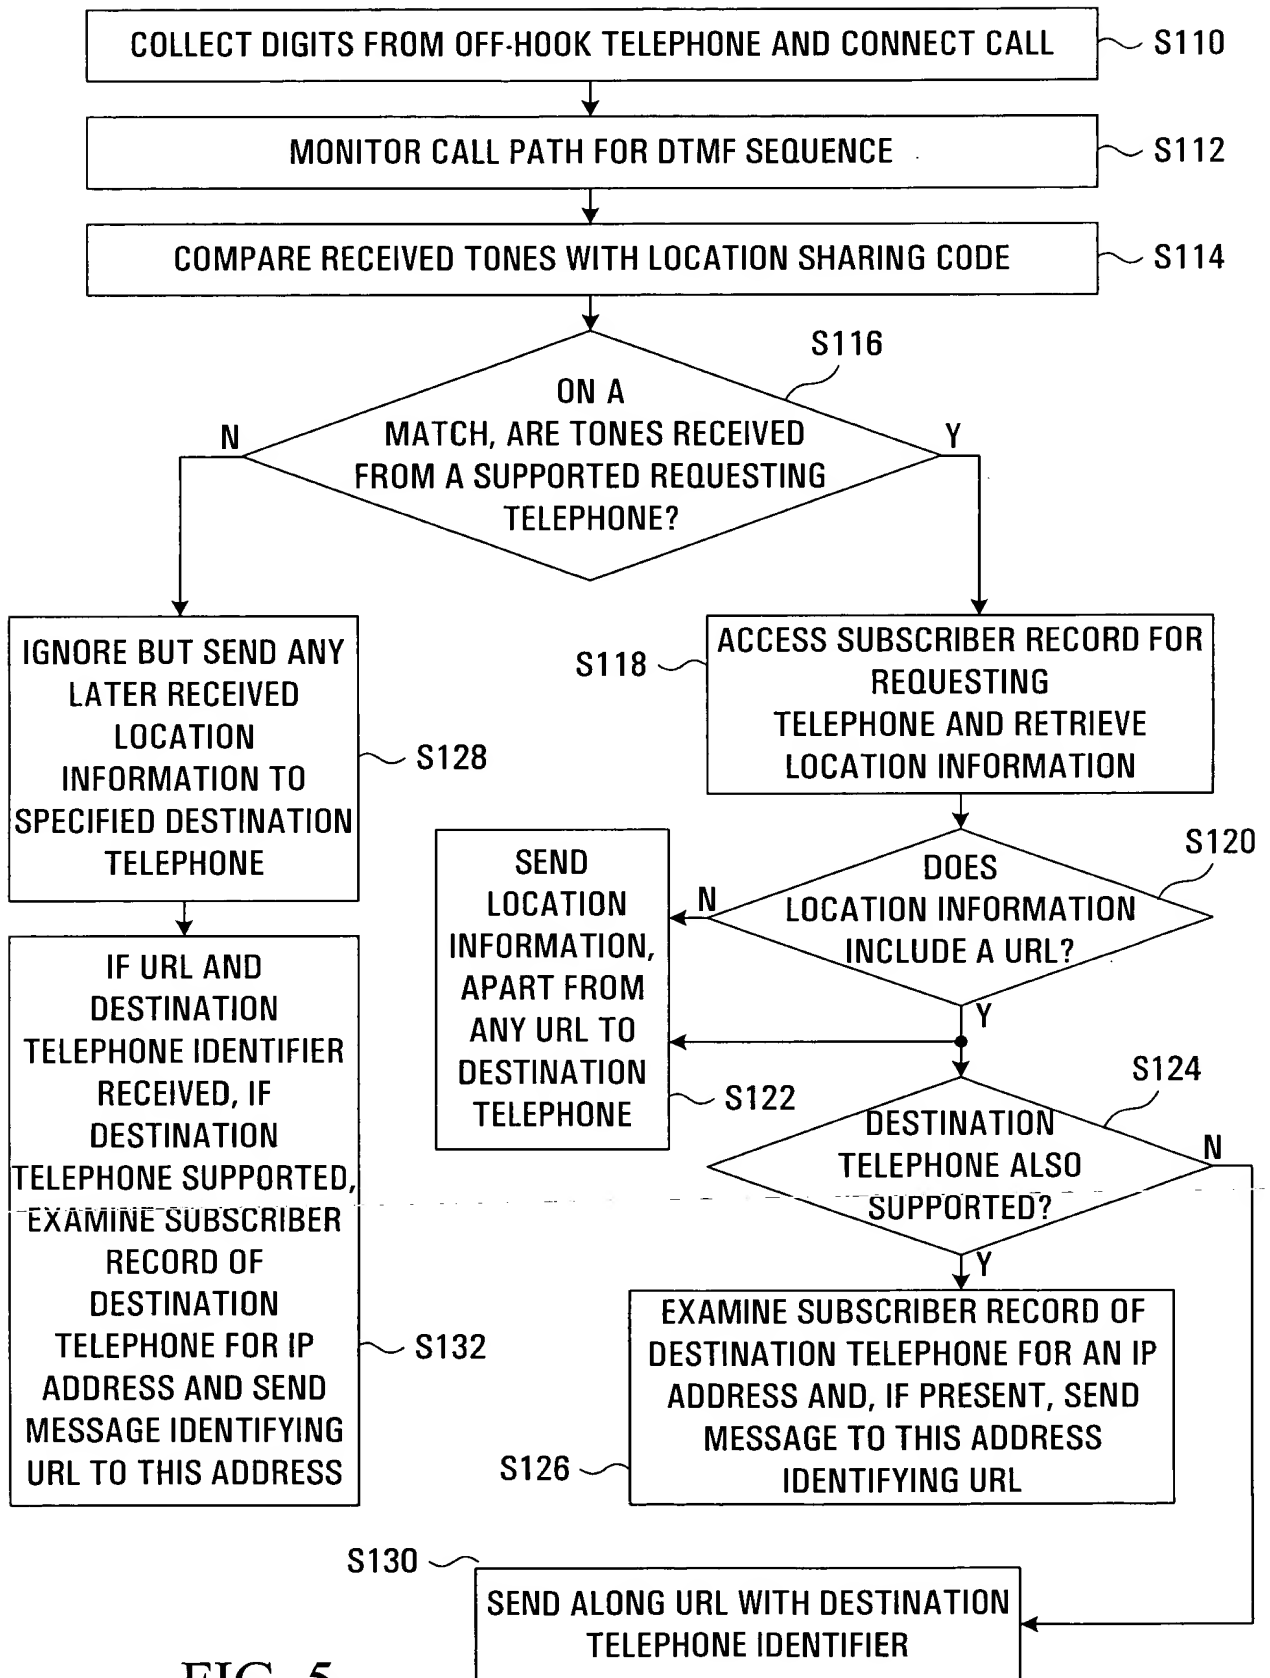 COLLECT DIGITS FROM OFF-HOOK TELEPHONE AND CONNECT CALL
S110
MONITOR CALL PATH FOR DTMF SEQUENCE
S112
COMPARE RECEIVED TONES WITH LOCATION SHARING CODE
S114
S116
ON A
MATCH, ARE TONES RECEIVED
FROM A SUPPORTED REQUESTING
TELEPHONE?
N
Y
IGNORE BUT SEND ANY
LATER RECEIVED
LOCATION
INFORMATION TO
SPECIFIED DESTINATION
TELEPHONE
S128
S118
ACCESS SUBSCRIBER RECORD FOR
REQUESTING
TELEPHONE AND RETRIEVE
LOCATION INFORMATION
S120
DOES
LOCATION INFORMATION
INCLUDE A URL?
N
Y
SEND
LOCATION
INFORMATION,
APART FROM
ANY URL TO
DESTINATION
TELEPHONE
S122
S124
DESTINATION
TELEPHONE ALSO
SUPPORTED?
N
Y
IF URL AND
DESTINATION
TELEPHONE IDENTIFIER
RECEIVED, IF
DESTINATION
TELEPHONE SUPPORTED,
EXAMINE SUBSCRIBER
RECORD OF
DESTINATION
TELEPHONE FOR IP
ADDRESS AND SEND
MESSAGE IDENTIFYING
URL TO THIS ADDRESS
S132
EXAMINE SUBSCRIBER RECORD OF
DESTINATION TELEPHONE FOR AN IP
ADDRESS AND, IF PRESENT, SEND
MESSAGE TO THIS ADDRESS
IDENTIFYING URL
S126
S130
SEND ALONG URL WITH DESTINATION
TELEPHONE IDENTIFIER
FIG. 5